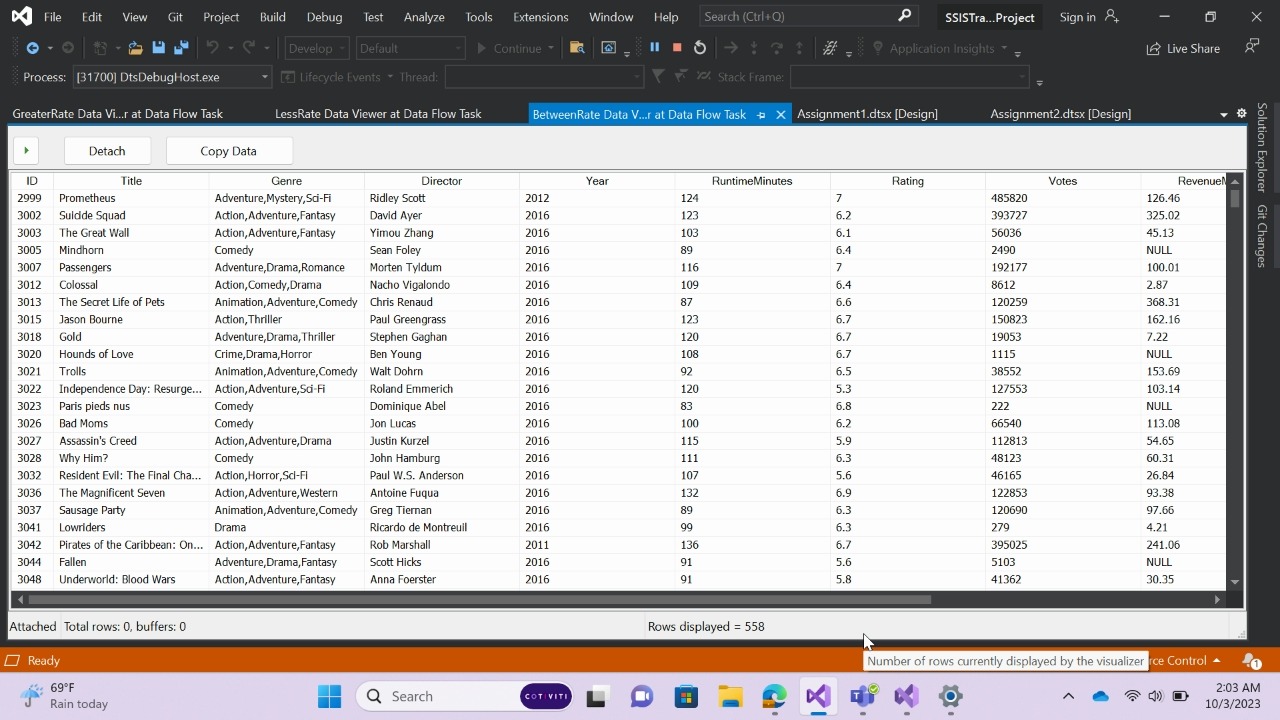 File Edit View Git Project Build Debug Test Analyze Tools Extensions Window Help Search (Ctrl+Q) SSISTra...Project Sign in
Develop Default Continue Application Insights Live Share
Process: [31700] DtsDebugHost.exe Lifecycle Events Thread: Stack Frame:
GreaterRate Data Vi...r at Data Flow Task LessRate Data Viewer at Data Flow Task BetweenRate Data V...r at Data Flow Task Assignment1.dtsx [Design] Assignment2.dtsx [Design]
Detach Copy Data
ID Title Genre Director Year RuntimeMinutes Rating Votes
2999 Prometheus Adventure,Mystery,Sci-Fi Ridley Scott 2012 124 7 485820 126.46
3002 Suicide Squad Action,Adventure,Fantasy David Ayer 2016 123 6.2 393727 325.02
3003 The Great Wall Action,Adventure,Fantasy Yimou Zhang 2016 103 6.1 56036 45.13
3005 Mindhorn Comedy Sean Foley 2016 89 6.4 2490 NULL
3007 Passengers Adventure,Drama,Romance Morten Tyldum 2016 116 7 192177 100.01
3012 Colossal Action,Comedy,Drama Nacho Vigalondo 2016 109 6.4 8612 2.87
3013 The Secret Life of Pets Animation,Adventure,Comedy Chris Renaud 2016 87 6.6 120259 368.31
3015 Jason Bourne Action,Thriller Paul Greengrass 2016 123 6.7 150823 162.16
3018 Gold Adventure,Drama,Thriller Stephen Gaghan 2016 120 6.7 19053 7.22
3020 Hounds of Love Crime,Drama,Horror Ben Young 2016 108 6.7 1115 NULL
3021 Trolls Animation,Adventure,Comedy Walt Dohrn 2016 92 6.5 38552 153.69
3022 Independence Day: Resurge... Action,Adventure,Sci-Fi Roland Emmerich 2016 120 5.3 127553 103.14
3023 Paris pieds nus Comedy Dominique Abel 2016 83 6.8 222 NULL
3026 Bad Moms Comedy Jon Lucas 2016 100 6.2 66540 113.08
3027 Assassin's Creed Action,Adventure,Drama Justin Kurzel 2016 115 5.9 112813 54.65
3028 Why Him? Comedy John Hamburg 2016 111 6.3 48123 60.31
3032 Resident Evil: The Final Cha... Action,Horror,Sci-Fi Paul W.S. Anderson 2016 107 5.6 46165 26.84
3036 The Magnificent Seven Action,Adventure,Western Antoine Fuqua 2016 132 6.9 122853 93.38
3037 Sausage Party Animation,Adventure,Comedy Greg Tiernan 2016 89 6.3 120690 97.66
3041 Lowriders Drama Ricardo de Montreuil 2016 99 6.3 279 4.21
3042 Pirates of the Caribbean: On... Action,Adventure,Fantasy Rob Marshall 2011 136 6.7 395025 241.06
3044 Fallen Adventure,Drama,Fantasy Scott Hicks 2016 91 5.6 5103 NULL
3048 Underworld: Blood Wars Action,Adventure,Fantasy Anna Foerster 2016 91 5.8 41362 30.35
Solution Explorer
Git Changes
Attached Total rows: 0, buffers: 0 Rows displayed = 558
Ready Number of rows currently displayed by the visualizer rce Control 1
69°F
Rain today
Search COTIVITI
2:03 AM
10/3/2023